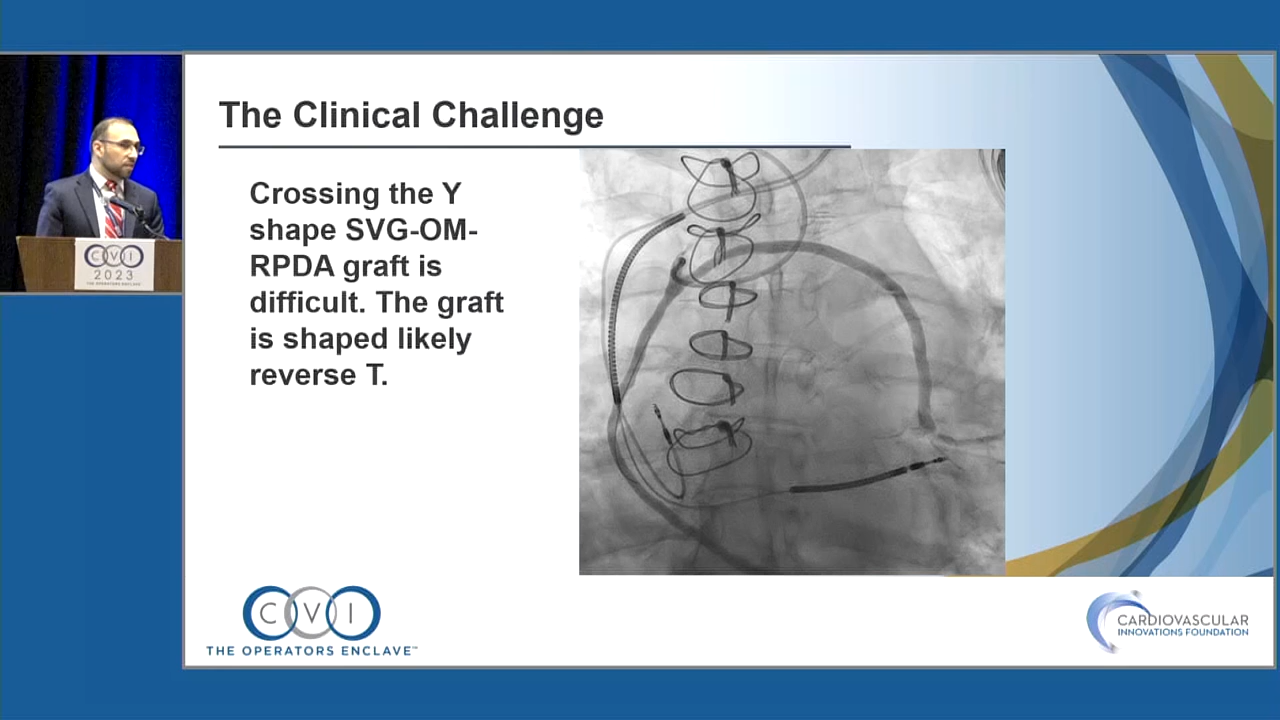 The Clinical Challenge
Crossing the Y
shape SVG-OM-
RPDA graft is
difficult. The graft
is shaped likely
reverse T.
CVI
2023
THE OPERATORS ENCLAVE
CVI
THE OPERATORS ENCLAVE™
CARDIOVASCULAR
INNOVATIONS FOUNDATION